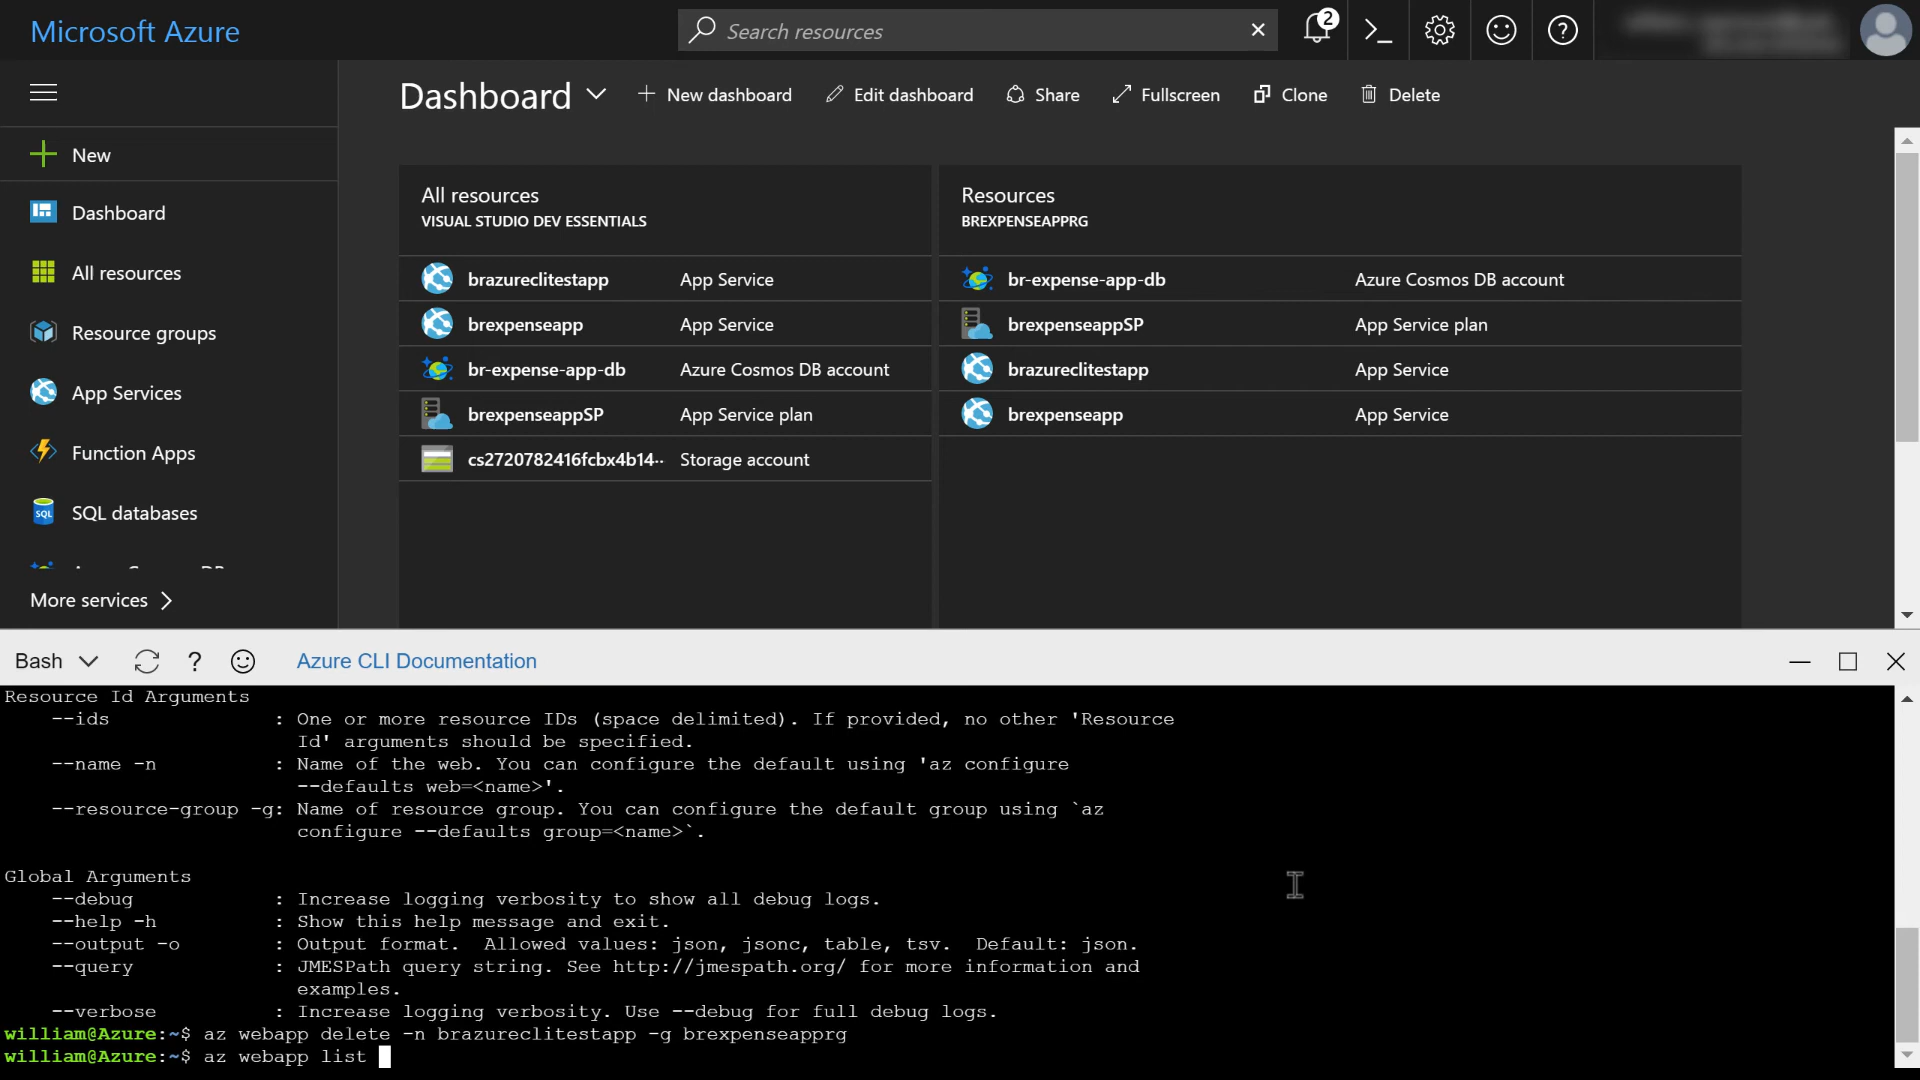 Microsoft Azure
Search resources
2
New
Dashboard
All resources
Resource groups
App Services
Function Apps
SQL databases
More services
Dashboard
New dashboard
Edit dashboard
Share
Fullscreen
Clone
Delete
All resources
VISUAL STUDIO DEV ESSENTIALS
brazureclitestapp App Service
brexpenseapp App Service
br-expense-app-db Azure Cosmos DB account
brexpenseappSP App Service plan
cs2720782416fcbx4b14·· Storage account
Resources
BREXPENSEAPPRG
br-expense-app-db Azure Cosmos DB account
brexpenseappSP App Service plan
brazureclitestapp App Service
brexpenseapp App Service
Bash ? Azure CLI Documentation
Resource Id Arguments
--ids : One or more resource IDs (space delimited). If provided, no other 'Resource
Id' arguments should be specified.
--name -n : Name of the web. You can configure the default using 'az configure
--defaults web=<name>'.
--resource-group -g: Name of resource group. You can configure the default group using `az
configure --defaults group=<name>`.
Global Arguments
--debug : Increase logging verbosity to show all debug logs.
--help -h : Show this help message and exit.
--output -o : Output format. Allowed values: json, jsonc, table, tsv. Default: json.
--query : JMESPath query string. See http://jmespath.org/ for more information and
examples.
--verbose : Increase logging verbosity. Use --debug for full debug logs.
william@Azure:~$ az webapp delete -n brazureclitestapp -g brexpenseapprg
william@Azure:~$ az webapp list